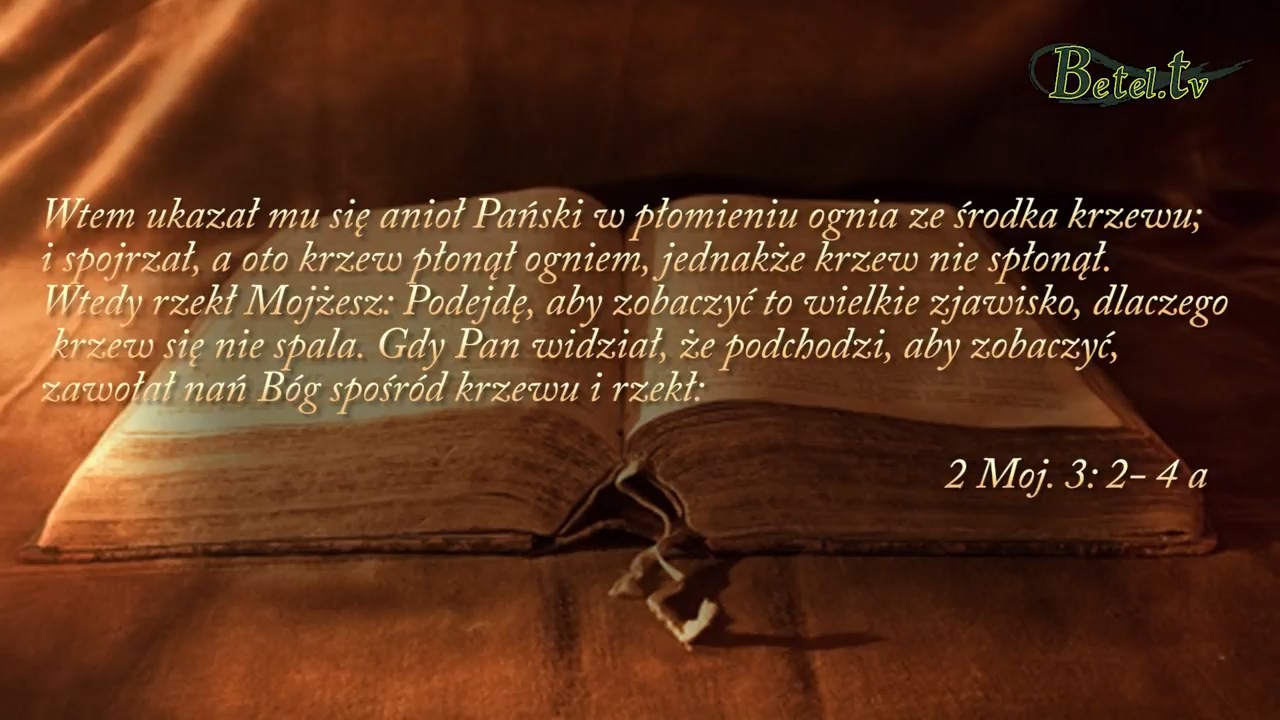 Betel.tv
Wtem ukazał mu się anioł Pański w płomieniu ognia ze środka krzewu;
i spojrzał, a oto krzew płonął ogniem, jednakże krzew nie spłonął.
Wtedy rzekł Mojżesz: Podejdę, aby zobaczyć to wielkie zjawisko, dlaczego
krzew się nie spala. Gdy Pan widział, że podchodzi, aby zobaczyć,
zawołał nań Bóg spośród krzewu i rzekł:
2 Moj. 3: 2- 4 a